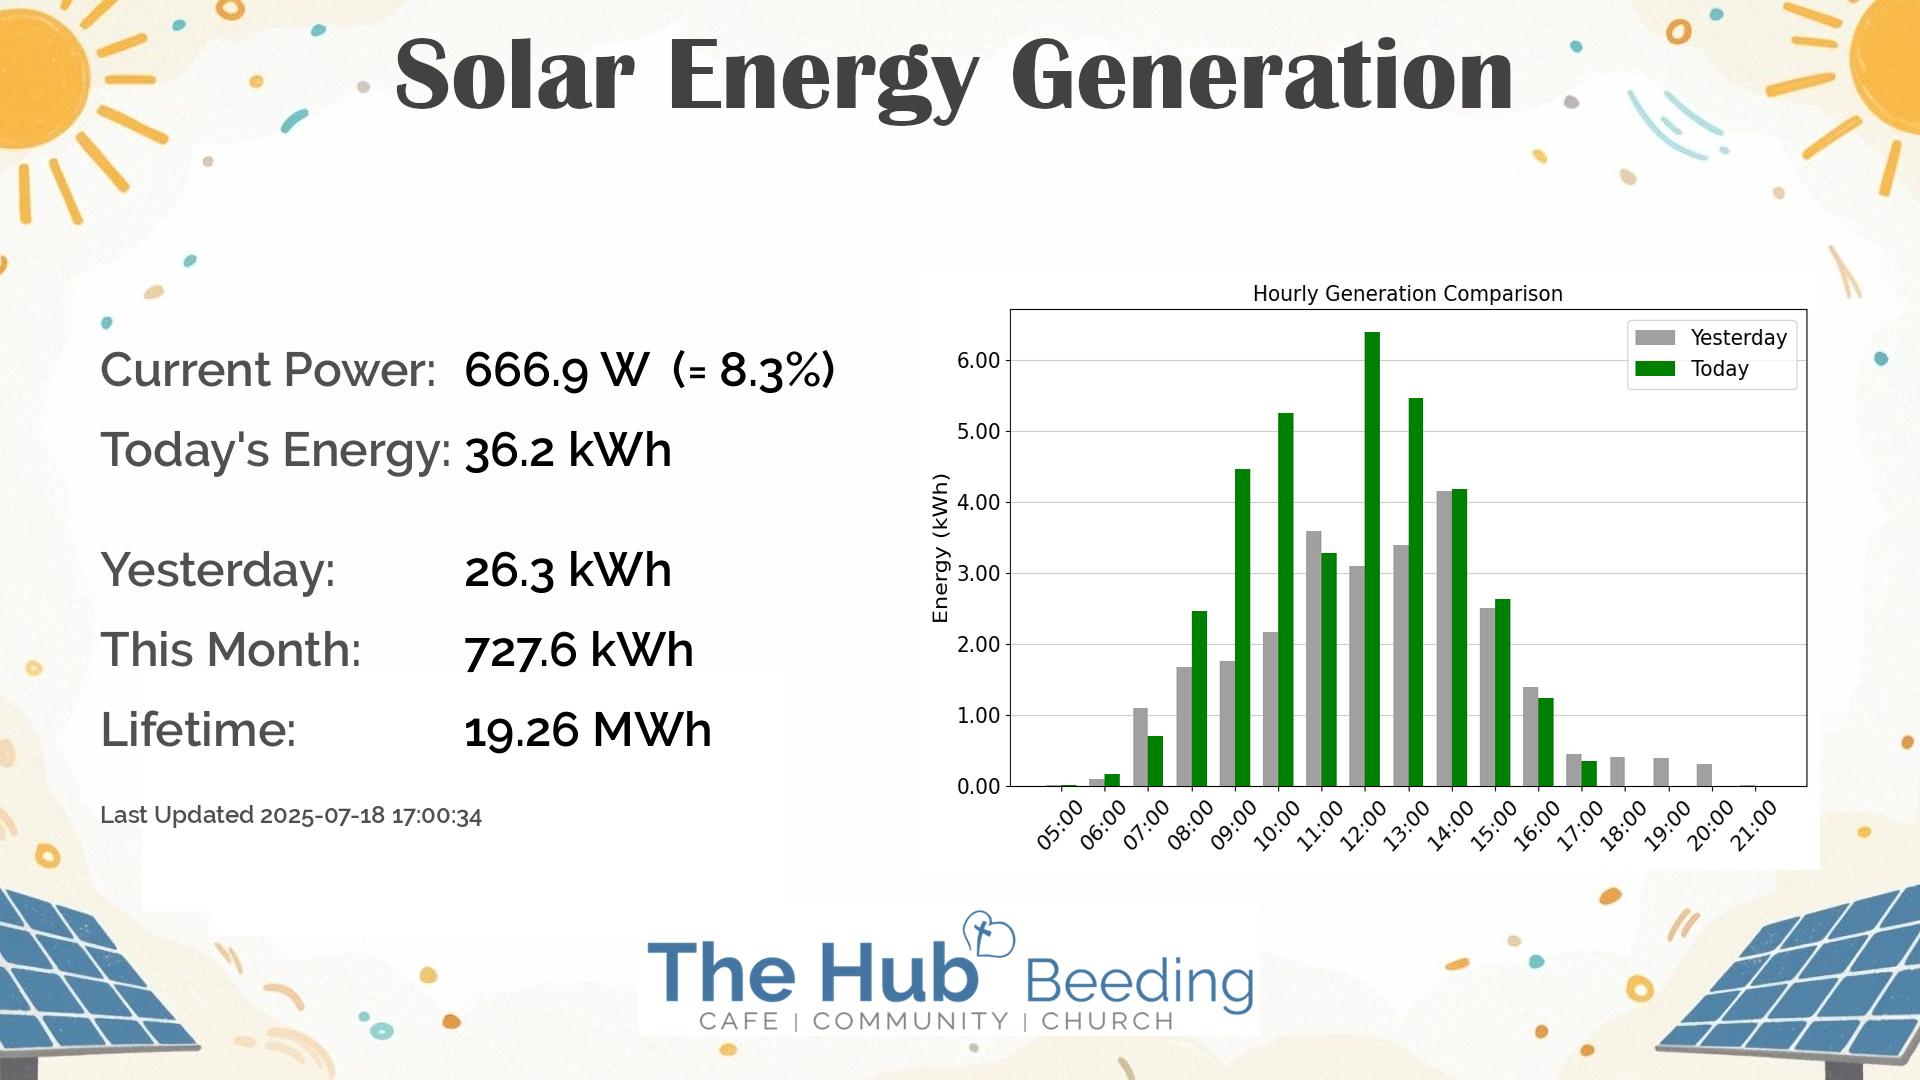 Solar Energy Generation
Current Power: 666.9 W (= 8.3%)
Today's Energy: 36.2 kWh
Yesterday: 26.3 kWh
This Month: 727.6 kWh
Lifetime: 19.26 MWh
Last Updated 2025-07-18 17:00:34
Hourly Generation Comparison
Yesterday
Today
Energy (kWh)
6.00
5.00
4.00
3.00
2.00
1.00
0.00
05:00 06:00 07:00 08:00 09:00 10:00 11:00 12:00 13:00 14:00 15:00 16:00 17:00 18:00 19:00 20:00 21:00
The Hub Beeding
CAFE | COMMUNITY | CHURCH